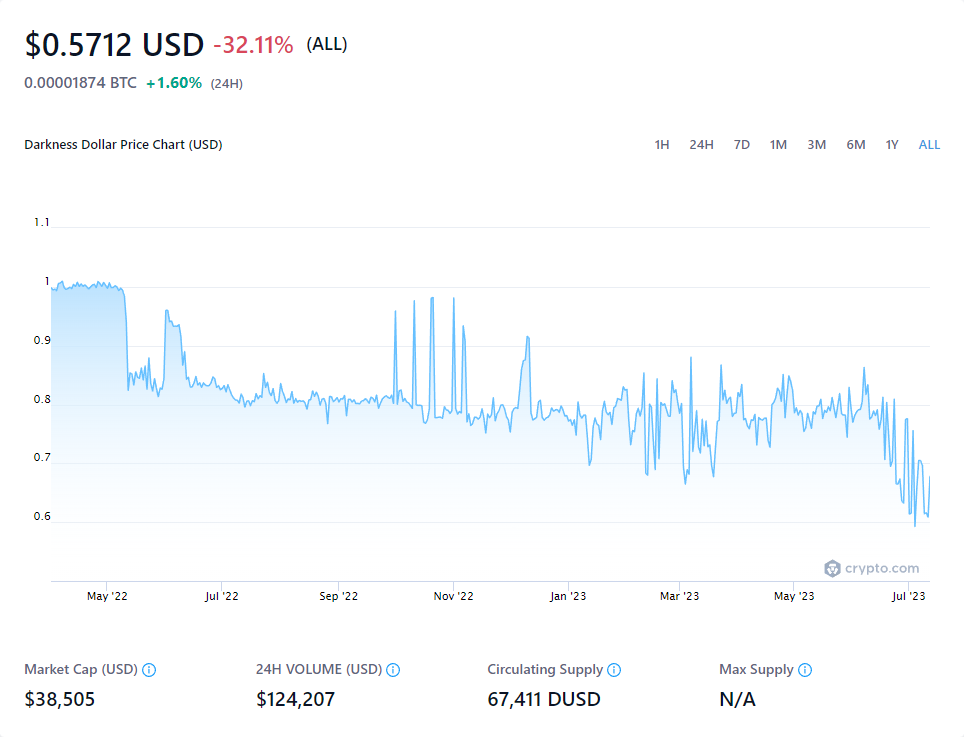 $0.5712 USD -32.11% (ALL)
0.00001874 BTC +1.60% (24H)
Darkness Dollar Price Chart (USD) 1H 24H 7D 1M 3M 6M 1Y ALL
1.1
1
0.9
0.8
0.7
0.6
crypto.com
May '22 Jul '22 Sep '22 Nov '22 Jan '23 Mar '23 May '23 Jul '23
Market Cap (USD) 24H VOLUME (USD) Circulating Supply Max Supply
$38,505 $124,207 67,411 DUSD N/A